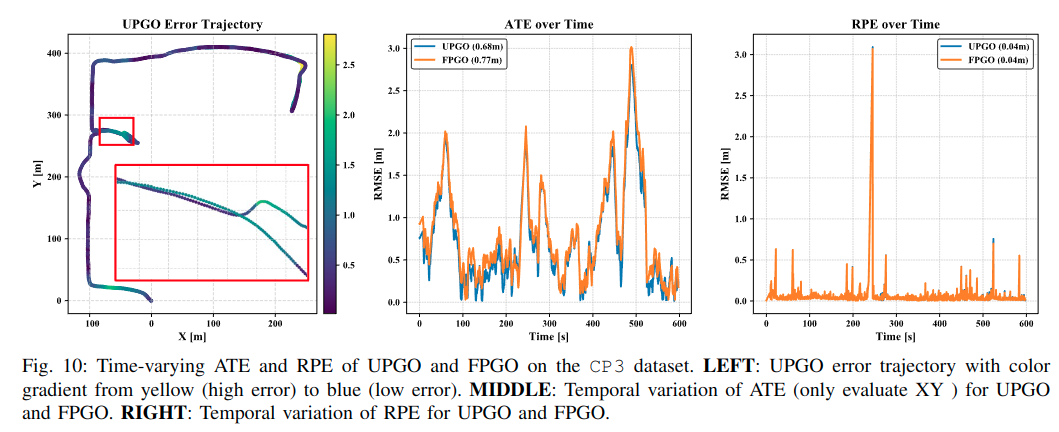 UPGO Error Trajectory
400
300
200
100
0
Y [m]
100
0
100
200
X [m]
2.5
2.0
1.5
1.0
0.5
ATE over Time
UPGO (0.68m)
FPGO (0.77m)
3.0
2.5
2.0
1.5
1.0
0.5
0.0
RMSE [m]
0
100
200
300
400
500
600
Time [s]
RPE over Time
UPGO (0.04m)
FPGO (0.04m)
3.0
2.5
2.0
1.5
1.0
0.5
0.0
RMSE [m]
0
100
200
300
400
500
600
Time [s]
Fig. 10: Time-varying ATE and RPE of UPGO and FPGO on the CP3 dataset. LEFT: UPGO error trajectory with color
gradient from yellow (high error) to blue (low error). MIDDLE: Temporal variation of ATE (only evaluate XY ) for UPGO
and FPGO. RIGHT: Temporal variation of RPE for UPGO and FPGO.